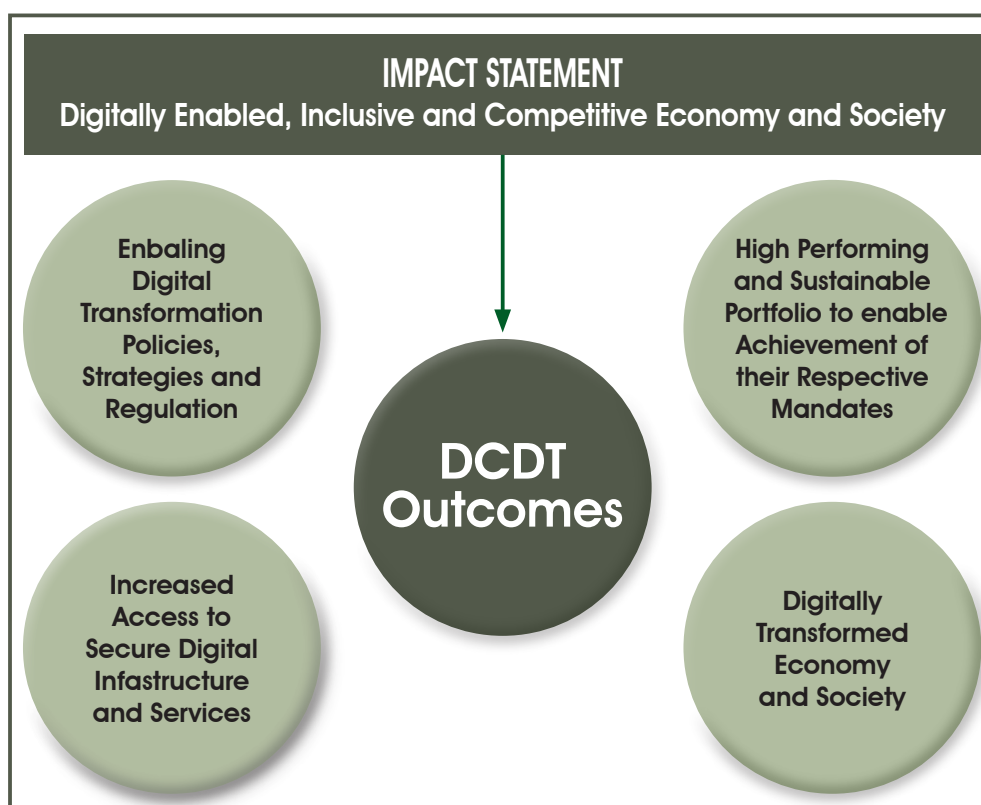 IMPACT STATEMENT
Digitally Enabled, Inclusive and Competitive Economy and Society
Enbaling
Digital
Transformation
Policies,
Strategies and
Regulation
High Performing
and Sustainable
Portfolio to enable
Achievement of
their Respective
Mandates
DCDT
Outcomes
Increased
Access to
Secure Digital
Infastructure
and Services
Digitally
Transformed
Economy
and Society